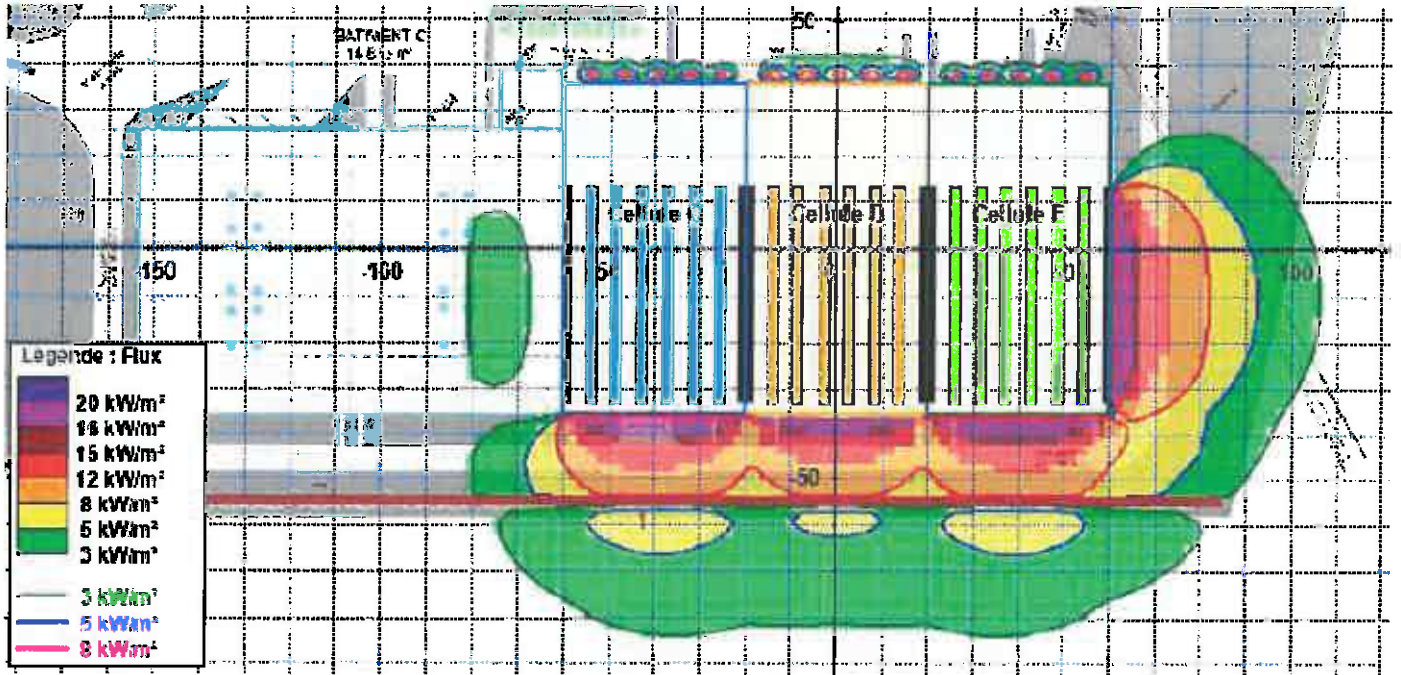 50
BATIMENT C
Cellule C
Cellule D
Cellule E
-150
-100
100
-50
Legende : Flux
20 kW/m²
16 kW/m²
15 kW/m²
12 kW/m²
8 kW/m²
5 kW/m²
3 kW/m²
3 kW/m²
5 kW/m²
8 kW/m²